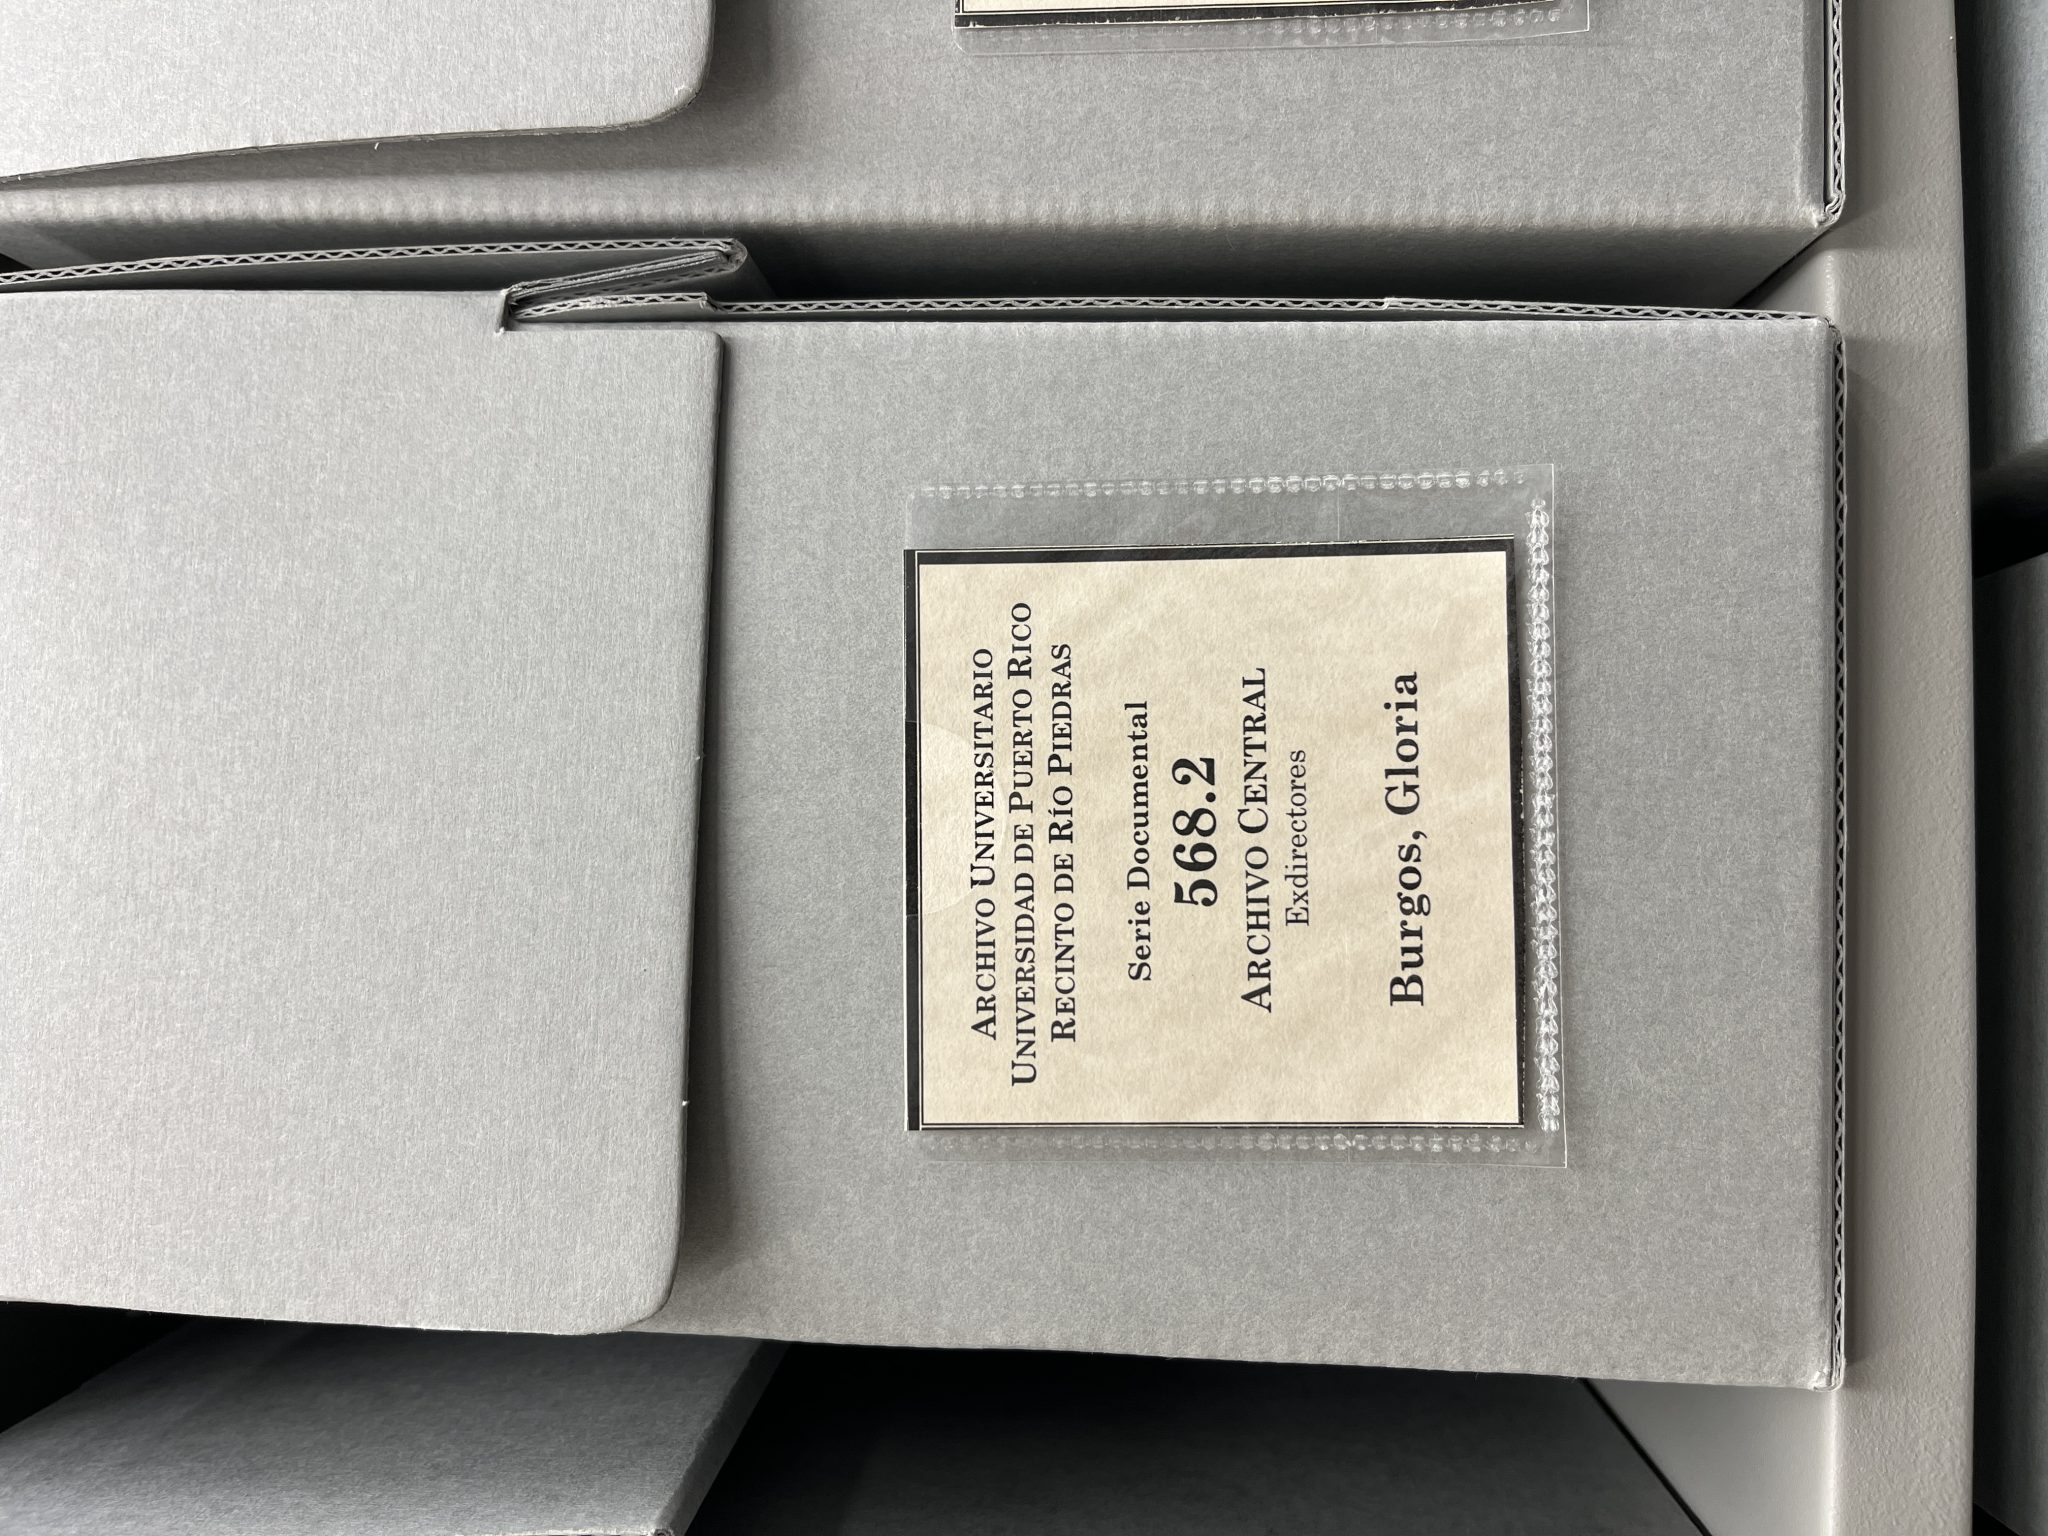 ARCHIVO UNIVERSITARIO
UNIVERSIDAD DE PUERTO RICO
RECINTO DE RÍO PIEDRAS
Serie Documental
568.2
ARCHIVO CENTRAL
Exdirectores
Burgos, Gloria